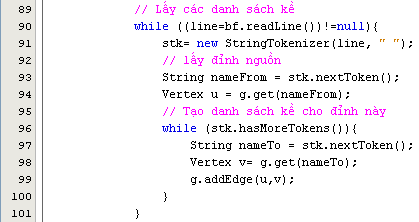 89 // Lấy các danh sách kề
90 while ((line=bf.readLine())!=null){
91 stk= new StringTokenizer(line, " ");
92 // lấy đỉnh nguồn
93 String nameFrom = stk.nextToken();
94 Vertex u = g.get(nameFrom);
95 // Tạo danh sách kề cho đỉnh này
96 while (stk.hasMoreTokens()){
97 String nameTo = stk.nextToken();
98 Vertex v= g.get(nameTo);
99 g.addEdge(u,v);
100 }
101 }